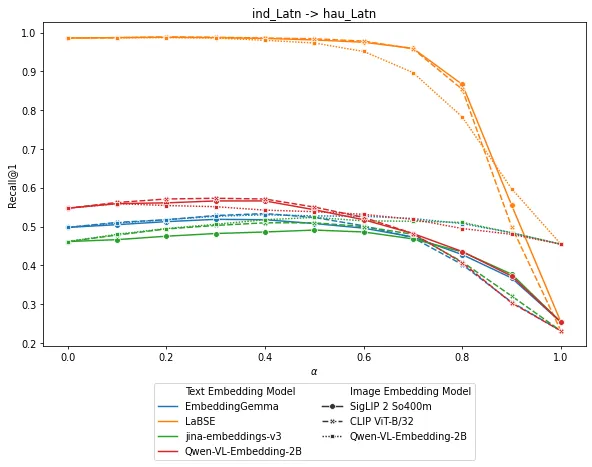 ind_Latn -> hau_Latn
1.0
0.9
0.8
0.7
0.6
0.5
0.4
0.3
0.2
Recall@1
0.0 0.2 0.4 0.6 0.8 1.0
α
Text Embedding Model Image Embedding Model
EmbeddingGemma SigLIP 2 So400m
LaBSE CLIP ViT-B/32
jina-embeddings-v3 Qwen-VL-Embedding-2B
Qwen-VL-Embedding-2B